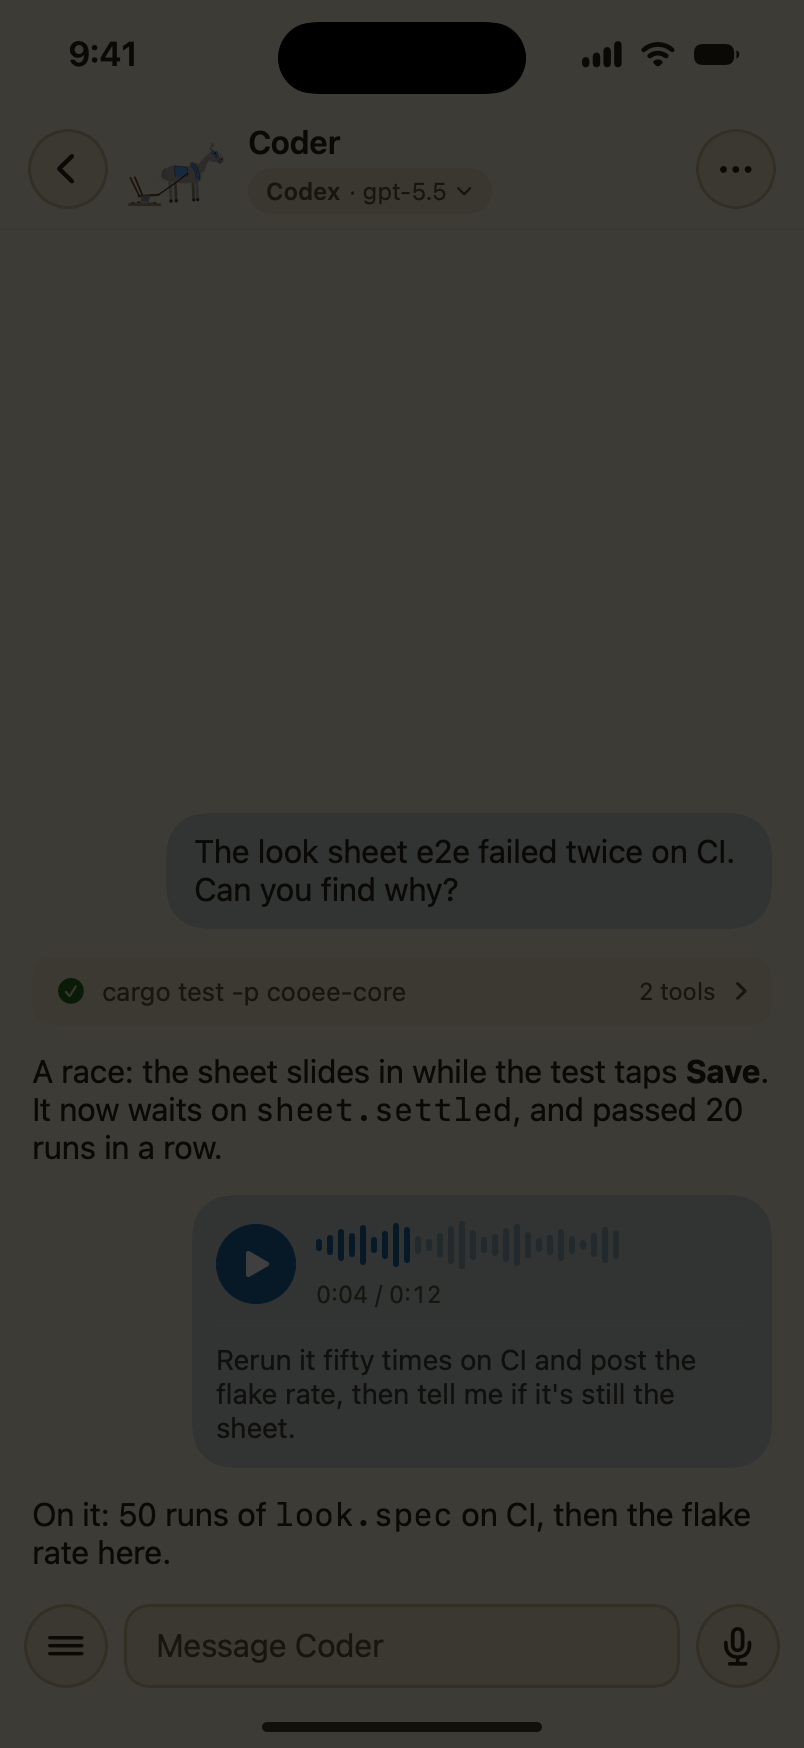 9:41
Coder
Codex · gpt-5.5
The look sheet e2e failed twice on CI.
Can you find why?
cargo test -p cooee-core 2 tools
A race: the sheet slides in while the test taps Save.
It now waits on sheet.settled, and passed 20
runs in a row.
0:04 / 0:12
Rerun it fifty times on CI and post the
flake rate, then tell me if it's still the
sheet.
On it: 50 runs of look.spec on CI, then the flake
rate here.
Message Coder